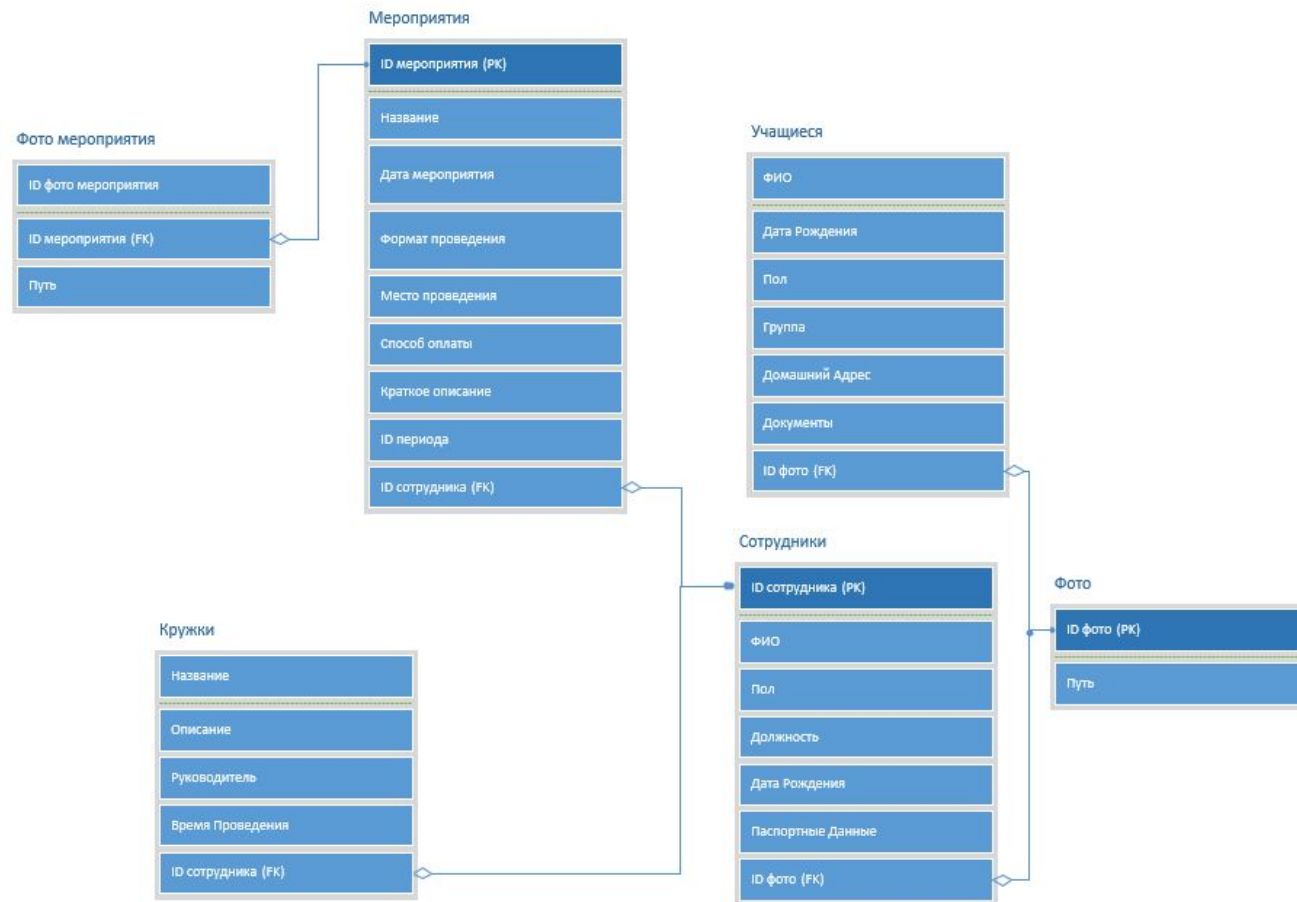 Мероприятия
ID мероприятия (PK)
Название
Дата мероприятия
Формат проведения
Место проведения
Способ оплаты
Краткое описание
ID периода
ID сотрудника (FK)
Фото мероприятия
ID фото мероприятия
ID мероприятия (FK)
Путь
Учащиеся
ФИО
Дата Рождения
Пол
Группа
Домашний Адрес
Документы
ID фото (FK)
Сотрудники
ID сотрудника (PK)
ФИО
Пол
Должность
Дата Рождения
Паспортные Данные
ID фото (FK)
Фото
ID фото (PK)
Путь
Кружки
Название
Описание
Руководитель
Время Проведения
ID сотрудника (FK)